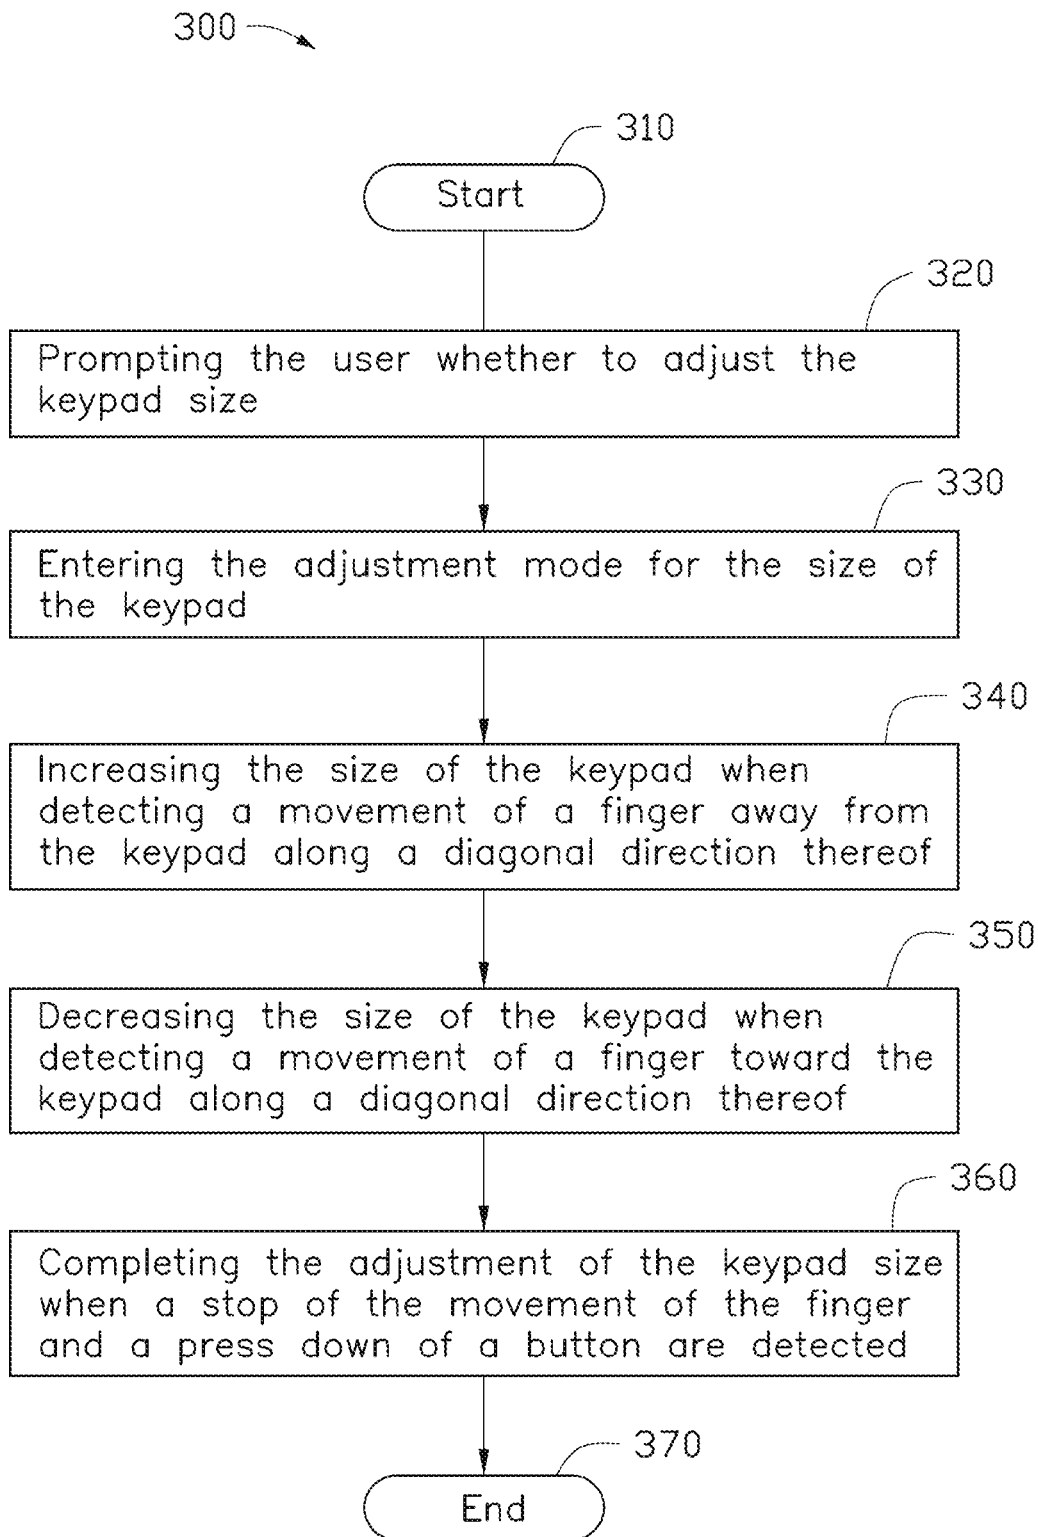 300
310
Start
320
Prompting the user whether to adjust the
keypad size
330
Entering the adjustment mode for the size of
the keypad
340
Increasing the size of the keypad when
detecting a movement of a finger away from
the keypad along a diagonal direction thereof
350
Decreasing the size of the keypad when
detecting a movement of a finger toward the
keypad along a diagonal direction thereof
360
Completing the adjustment of the keypad size
when a stop of the movement of the finger
and a press down of a button are detected
370
End